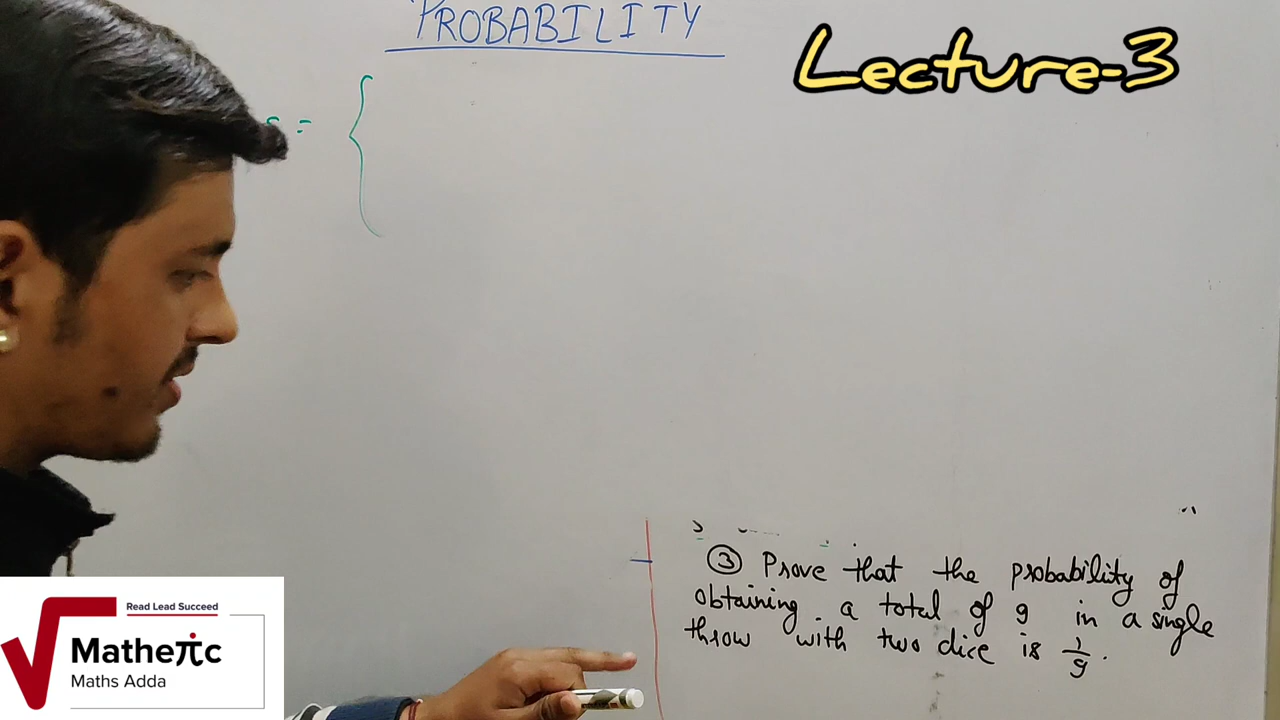 PROBABILITY
Lecture-3
S = {
③ Prove that the probability of
obtaining a total of 9 in a single
throw with two dice is 1/9.
Read Lead Succeed
Matheπc
Maths Adda